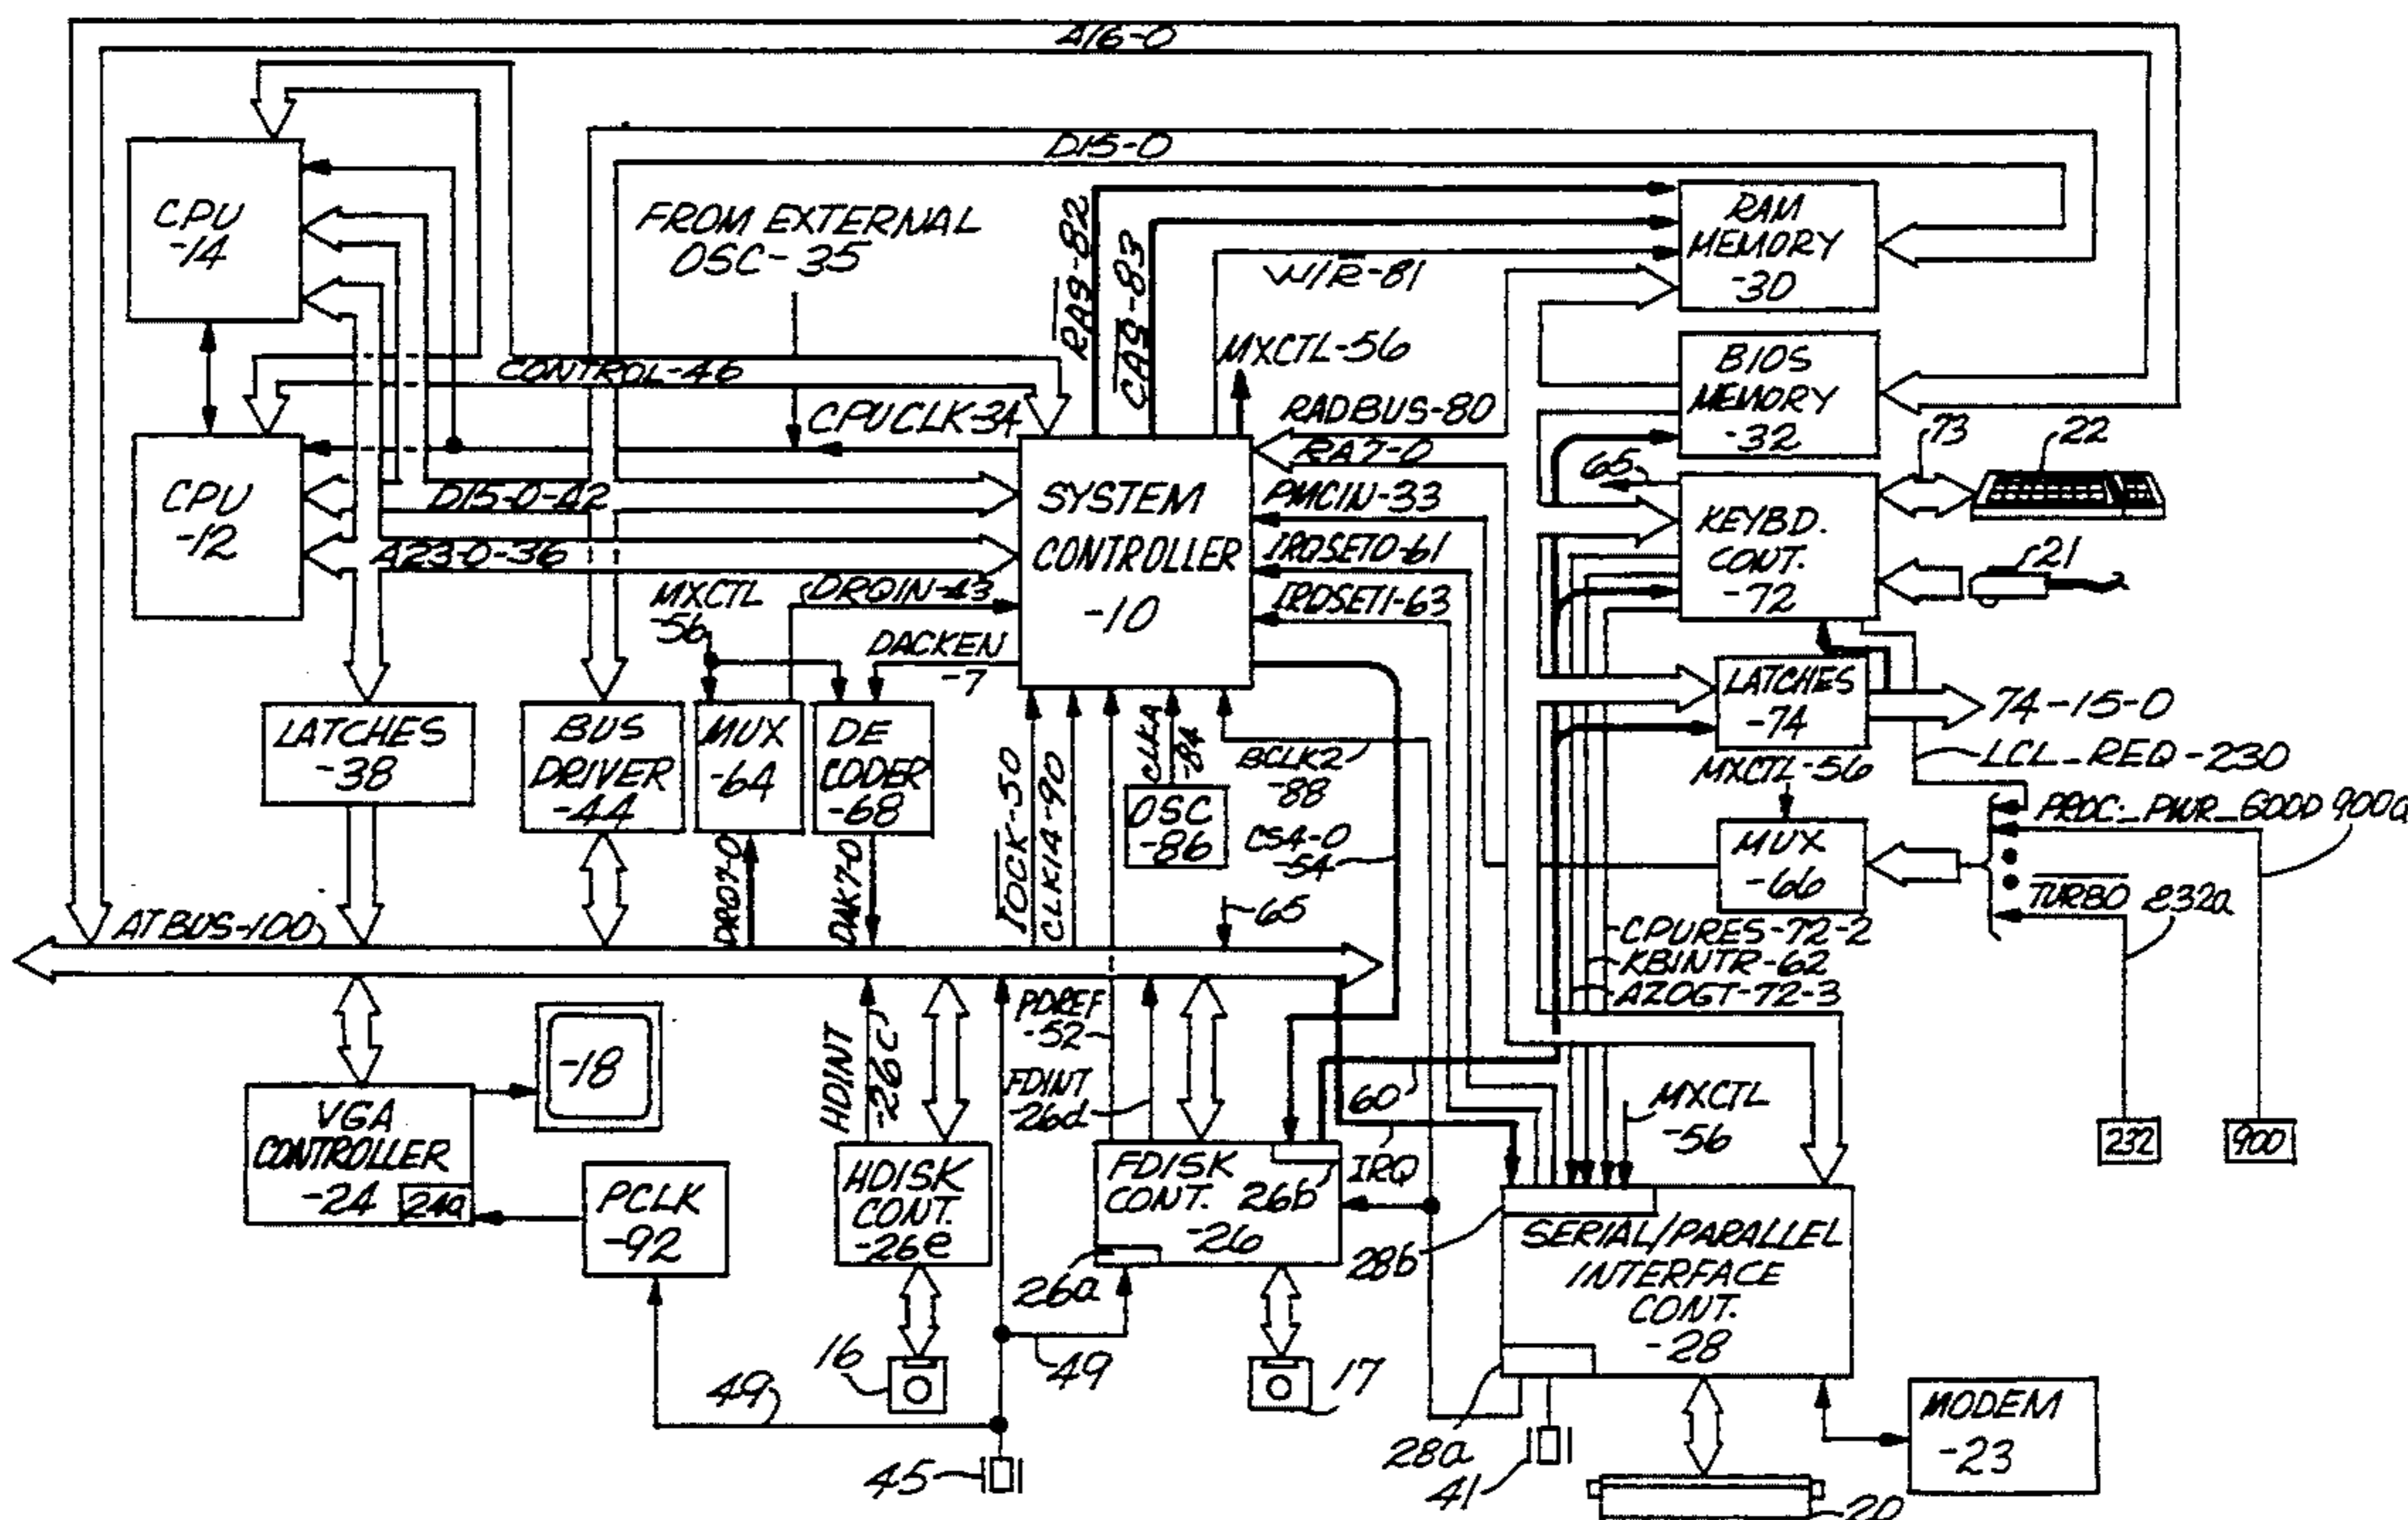 A16-0
D15-0
CPU
-14
FROM EXTERNAL
OSC-35
RAS-82
CAS-83
W/R-81
MXCTL-56
RAM
MEMORY
-30
BIOS
MEMORY
-32
CONTROL-46
CPUCLK-34
RADBUS-80
RA7-0
65
73
22
CPU
-12
D15-0-42
A23-0-36
SYSTEM
CONTROLLER
-10
PMCIN-33
IRQSET0-61
IRDSET1-63
KEYBD.
CONT.
-72
21
MXCTL
-56
DRQIN-43
DACKEN
-7
LATCHES
-38
BUS
DRIVER
-44
MUX
-64
DE
CODER
-68
LATCHES
-74
74-15-0
LCL_REQ-230
MXCTL-56
MUX
-66
PROC_PWR_GOOD 900a
TURBO 232a
IOCK-50
CLK14-90
CLKA
-84
OSC
-86
BCLK2
-88
CS4-0
-54
DRQ7-0
DAK7-0
65
ATBUS-100
CPURES-72-2
KBINTR-62
A20GT-72-3
-18
HDINT
-26C
PDREF
-52
FDINT
-26d
60
MXCTL
-56
232
900
VGA
CONTROLLER
-24
24a
PCLK
-92
HDISK
CONT.
-26e
FDISK
CONT.
26b
-26
26a
IRQ
28b
SERIAL/PARALLEL
INTERFACE
CONT.
-28
16
49
49
17
45
28a
41
MODEM
-23
-20